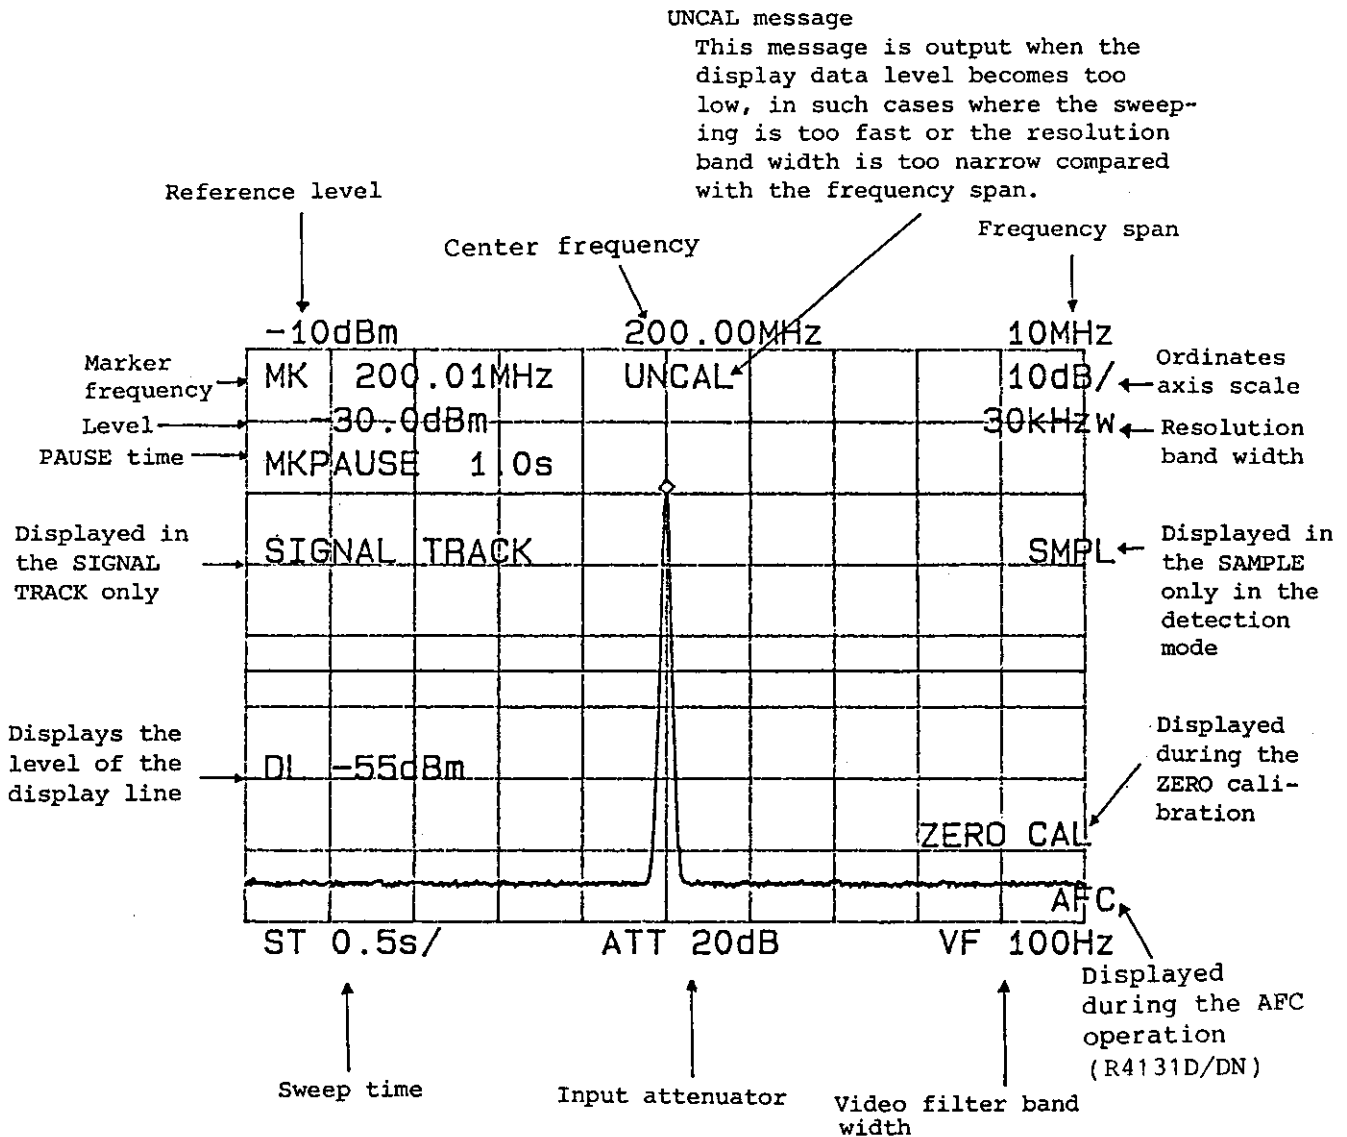 UNCAL message
This message is output when the
display data level becomes too
low, in such cases where the sweep-
ing is too fast or the resolution
band width is too narrow compared
with the frequency span.
Reference level
Center frequency
Frequency span
-10dBm
200.00MHz
10MHz
Marker
frequency
MK 200.01MHz
UNCAL
10dB/
Ordinates
axis scale
Level
-30.0dBm
30kHzW
Resolution
band width
PAUSE time
MKPAUSE 1.0s
Displayed in
the SIGNAL
TRACK only
SIGNAL TRACK
SMPL
Displayed in
the SAMPLE
only in the
detection
mode
Displays the
level of the
display line
DL -55dBm
Displayed
during the
ZERO cali-
bration
ZERO CAL
AFC
ST 0.5s/
ATT 20dB
VF 100Hz
Displayed
during the AFC
operation
(R4131D/DN)
Sweep time
Input attenuator
Video filter band
width